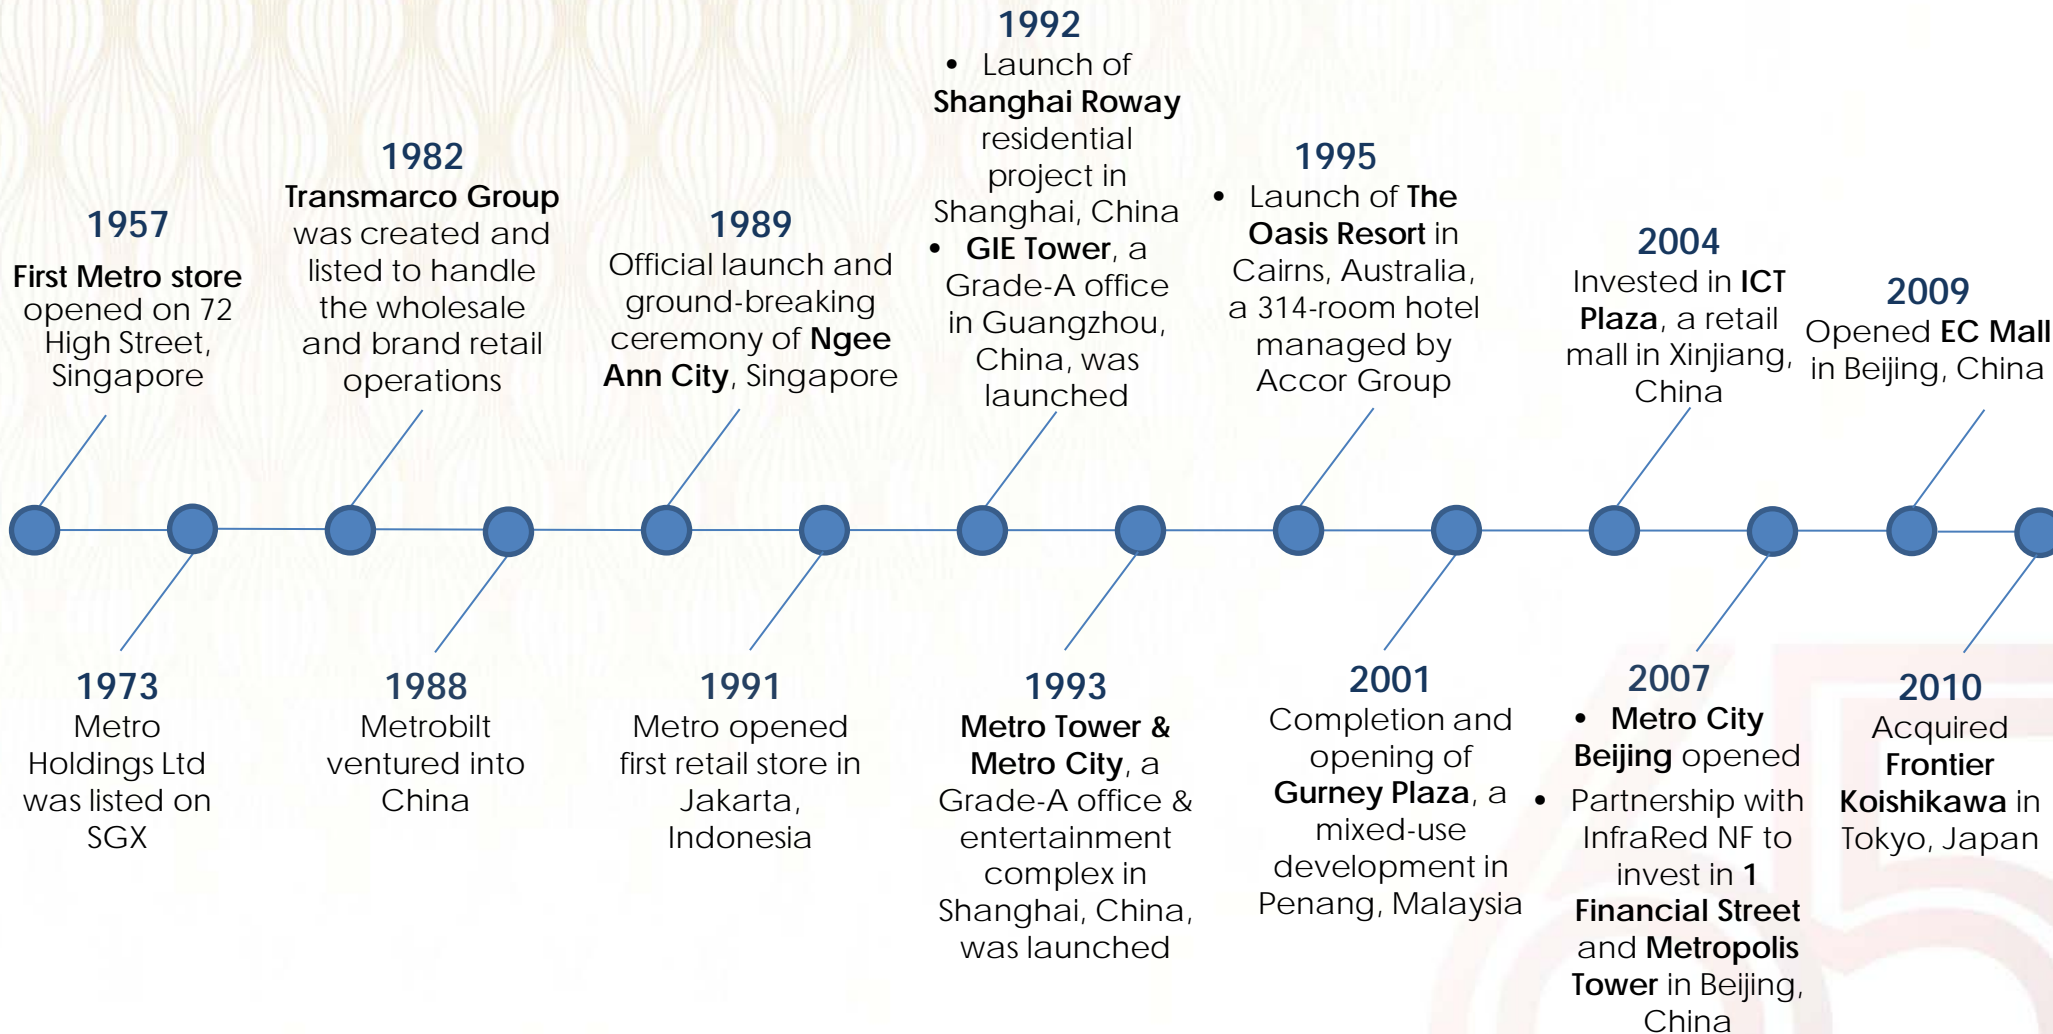 1957
First Metro store
opened on 72
High Street,
Singapore
1973
Metro
Holdings Ltd
was listed on
SGX
1982
Transmarco Group
was created and
listed to handle
the wholesale
and brand retail
operations
1988
Metrobilt
ventured into
China
1989
Official launch and
ground-breaking
ceremony of Ngee
Ann City, Singapore
1991
Metro opened
first retail store in
Jakarta,
Indonesia
1992
• Launch of
Shanghai Roway
residential
project in
Shanghai, China
• GIE Tower, a
Grade-A office
in Guangzhou,
China, was
launched
1993
Metro Tower &
Metro City, a
Grade-A office &
entertainment
complex in
Shanghai, China,
was launched
1995
• Launch of The
Oasis Resort in
Cairns, Australia,
a 314-room hotel
managed by
Accor Group
2001
Completion and
opening of
Gurney Plaza, a
mixed-use
development in
Penang, Malaysia
2004
Invested in ICT
Plaza, a retail
mall in Xinjiang,
China
2007
• Metro City
Beijing opened
• Partnership with
InfraRed NF to
invest in 1
Financial Street
and Metropolis
Tower in Beijing,
China
2009
Opened EC Mall
in Beijing, China
2010
Acquired
Frontier
Koishikawa in
Tokyo, Japan
65